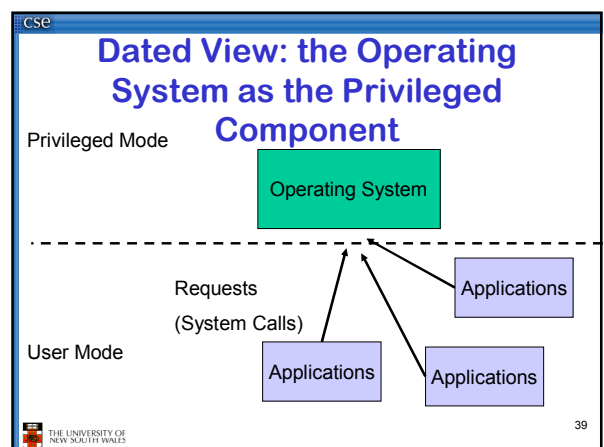 cse
Dated View: the Operating
System as the Privileged
Component
Privileged Mode
Operating System
Requests
(System Calls)
Applications
User Mode
Applications
Applications
THE UNIVERSITY OF
NEW SOUTH WALES
39